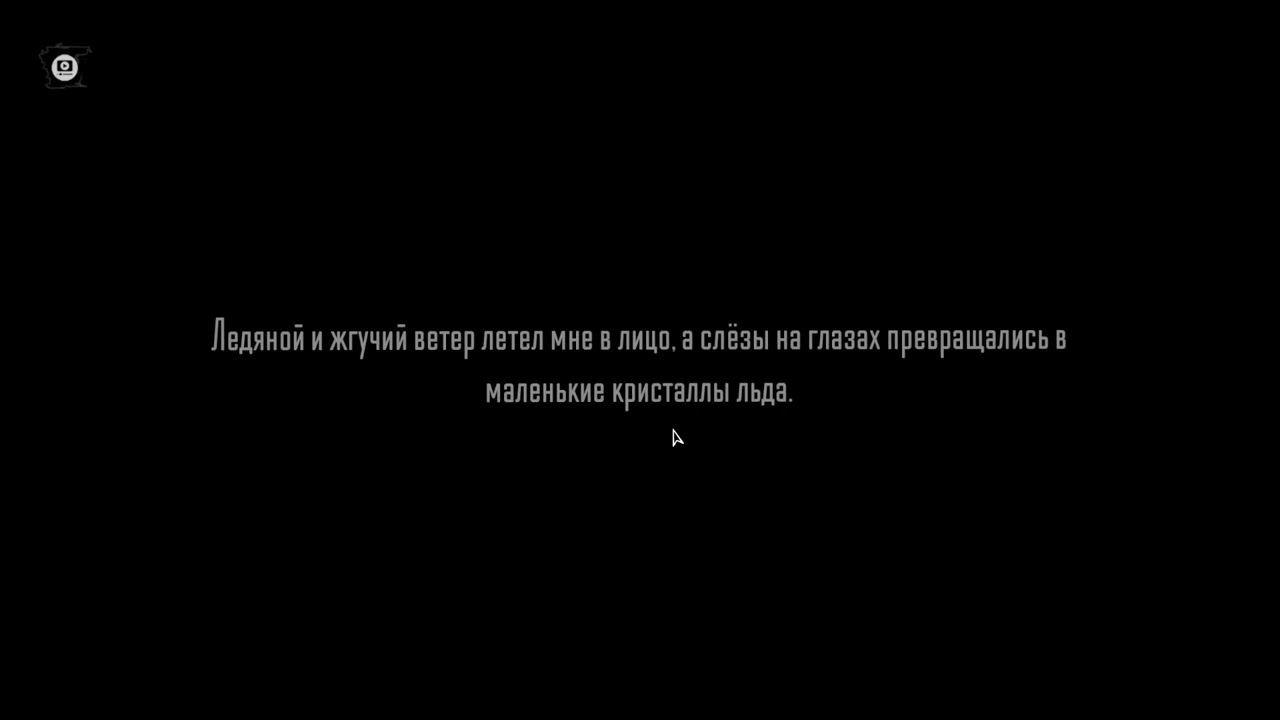 Ледяной и жгучий ветер летел мне в лицо, а слёзы на глазах превращались в
маленькие кристаллы льда.